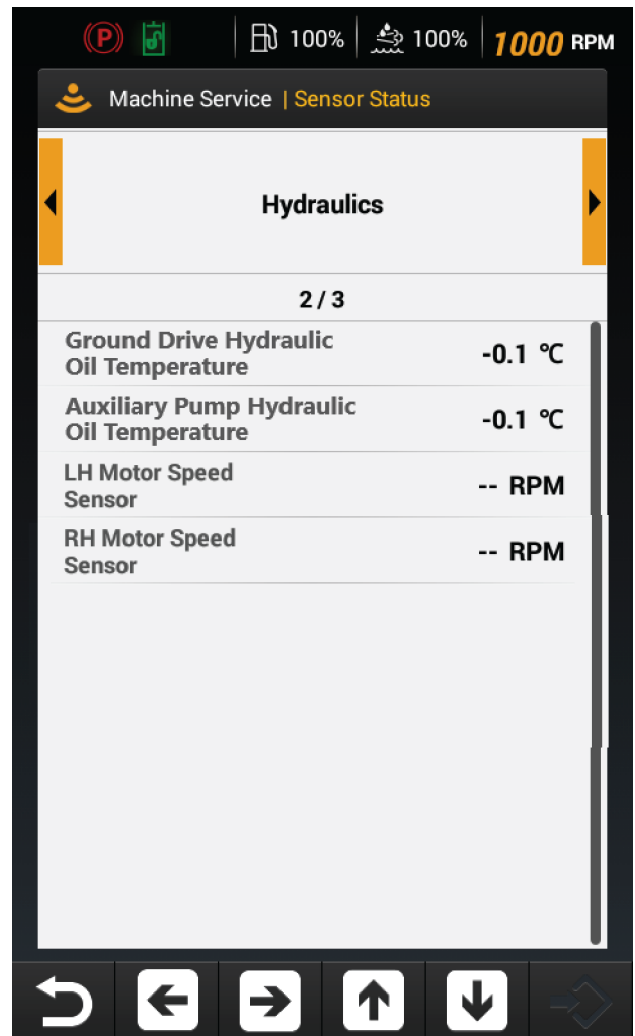 (P) 100% 100% 1000 RPM
Machine Service | Sensor Status
Hydraulics
2 / 3
Ground Drive Hydraulic
Oil Temperature
-0.1 ℃
Auxiliary Pump Hydraulic
Oil Temperature
-0.1 ℃
LH Motor Speed
Sensor
-- RPM
RH Motor Speed
Sensor
-- RPM